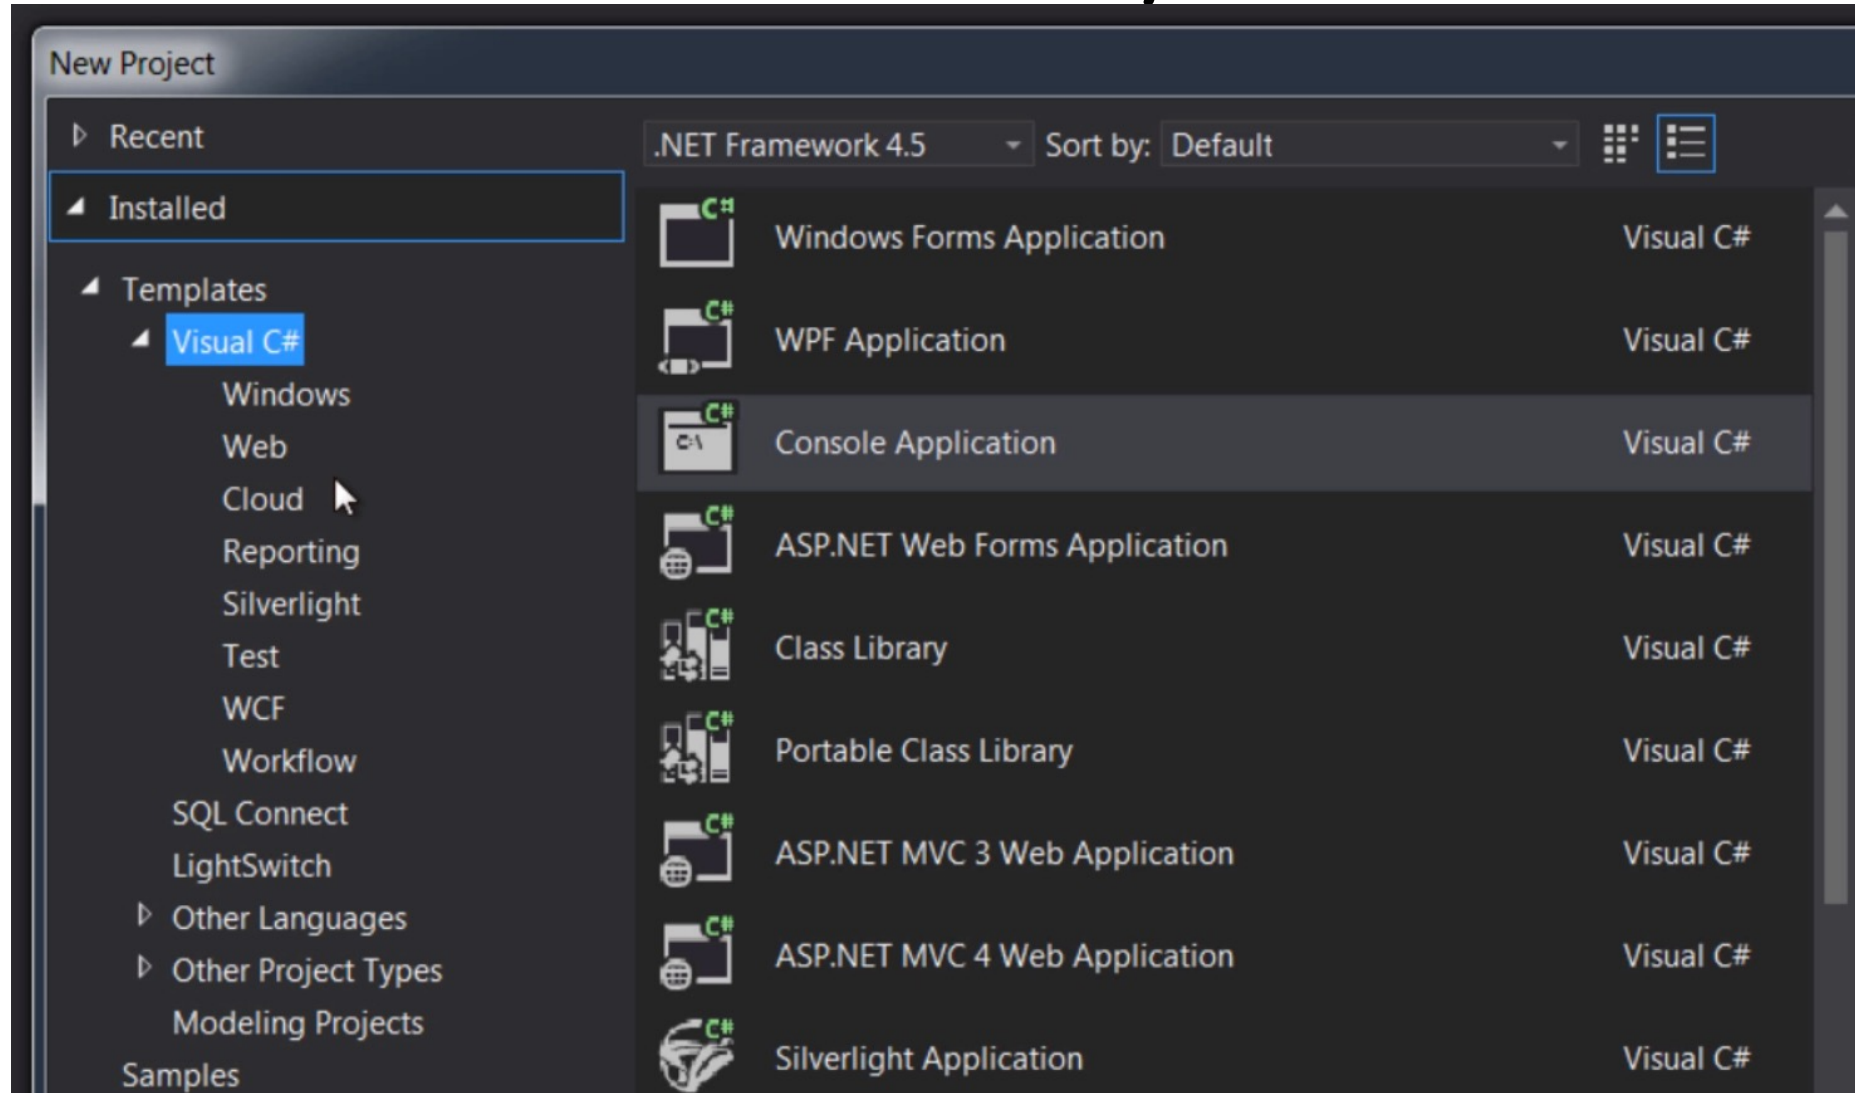 New Project
Recent
Installed
Templates
Visual C#
Windows
Web
Cloud
Reporting
Silverlight
Test
WCF
Workflow
SQL Connect
LightSwitch
Other Languages
Other Project Types
Modeling Projects
Samples
.NET Framework 4.5 Sort by: Default
Windows Forms Application Visual C#
WPF Application Visual C#
Console Application Visual C#
ASP.NET Web Forms Application Visual C#
Class Library Visual C#
Portable Class Library Visual C#
ASP.NET MVC 3 Web Application Visual C#
ASP.NET MVC 4 Web Application Visual C#
Silverlight Application Visual C#